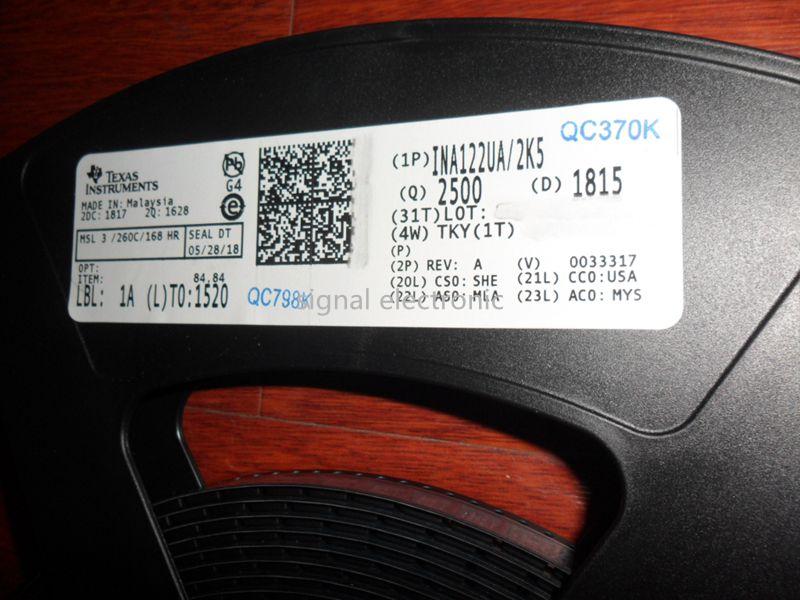 QC370K
TEXAS
INSTRUMENTS
MADE IN: Malaysia
2DC: 1817 2Q: 1628
MSL 3 /260C/168 HR
SEAL DT
05/28/18
OPT:
ITEM: 84.84
LBL: 1A (L)TO:1520
Pb
G4
e
(1P)INA122UA/2K5
(Q) 2500 (D) 1815
(31T)LOT:
(4W) TKY(1T)
(P)
(2P) REV: A (V) 0033317
(20L) CSO: SHE (21L) CCO:USA
(22L) ASO: MLA (23L) ACO: MYS
QC798K
signal electronic